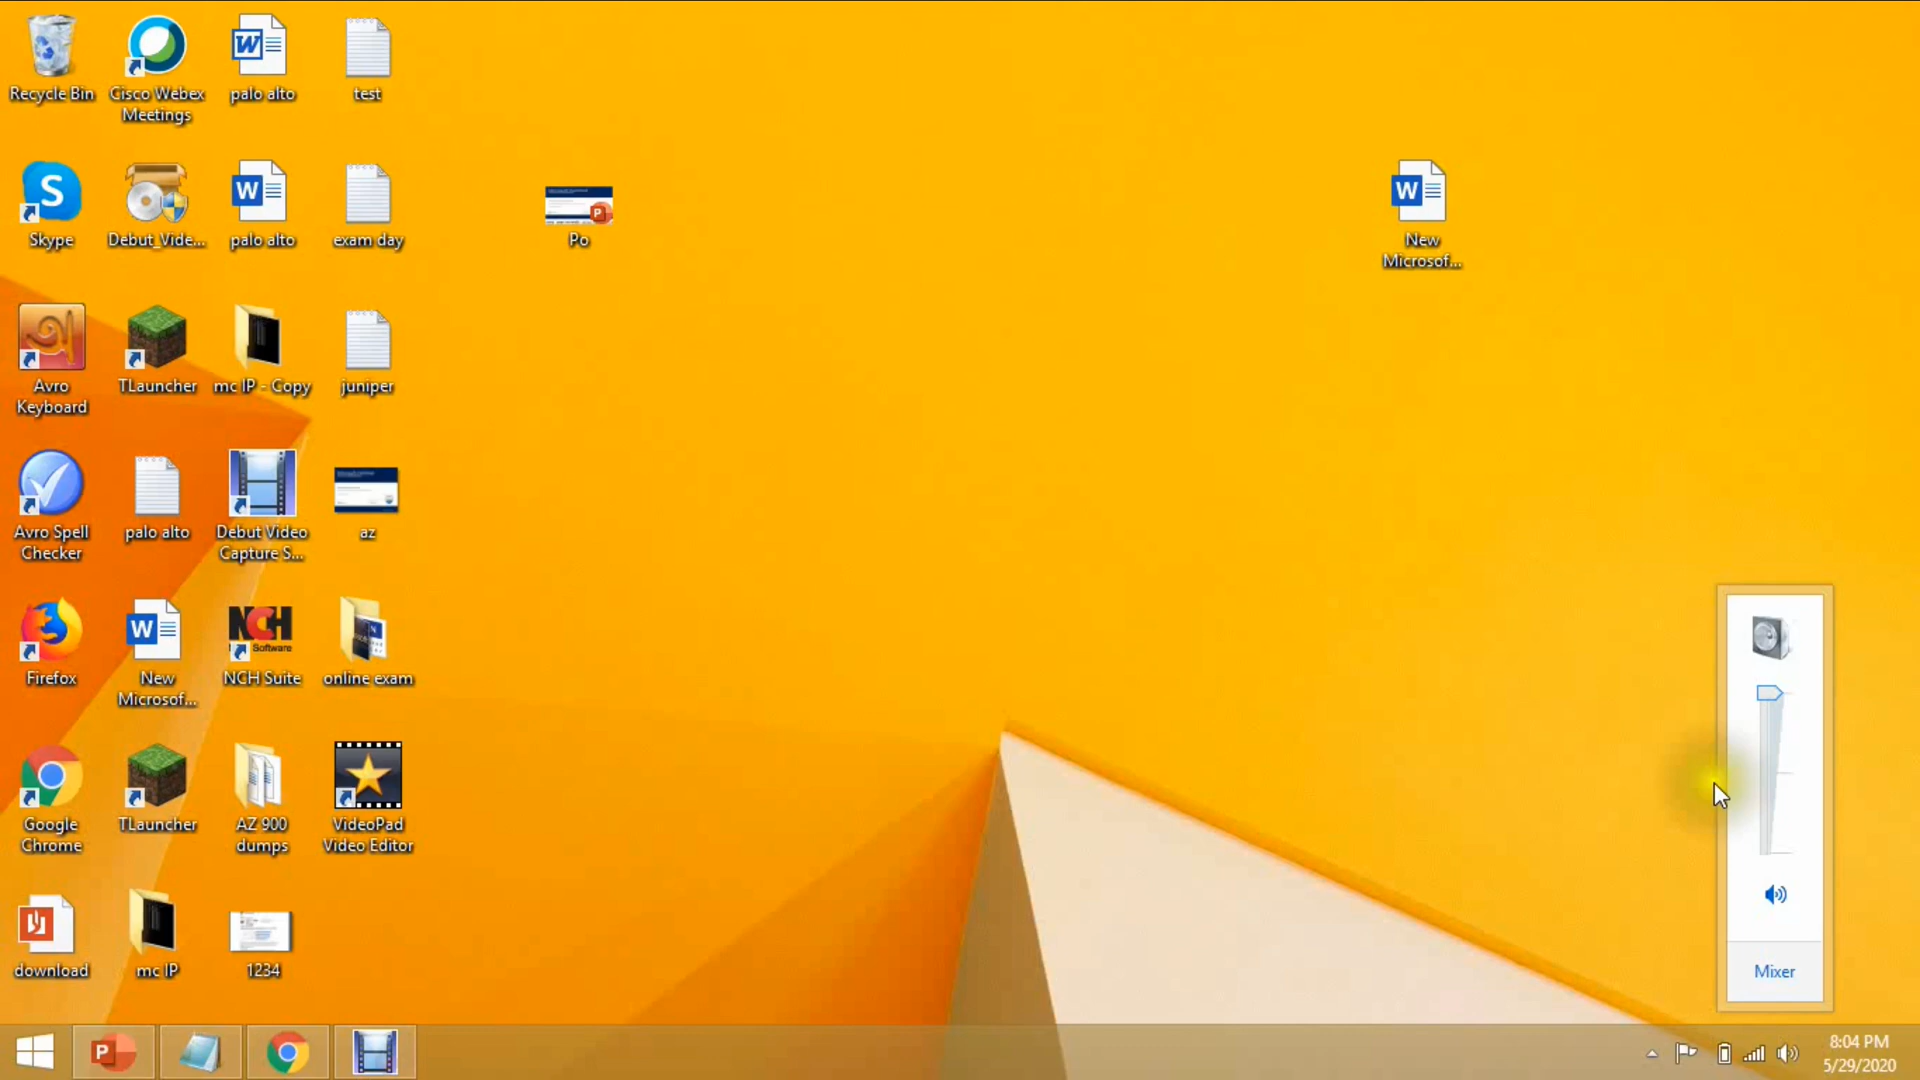 Recycle Bin
Cisco Webex
Meetings
palo alto
test
Skype
Debut_Vide...
palo alto
exam day
Po
New
Microsof...
Avro
Keyboard
TLauncher
mc IP - Copy
juniper
Avro Spell
Checker
palo alto
Debut Video
Capture S...
az
Firefox
New
Microsof...
NCH
Software
NCH Suite
online exam
Google
Chrome
TLauncher
AZ 900
dumps
VideoPad
Video Editor
download
mc IP
1234
Mixer
8:04 PM
5/29/2020